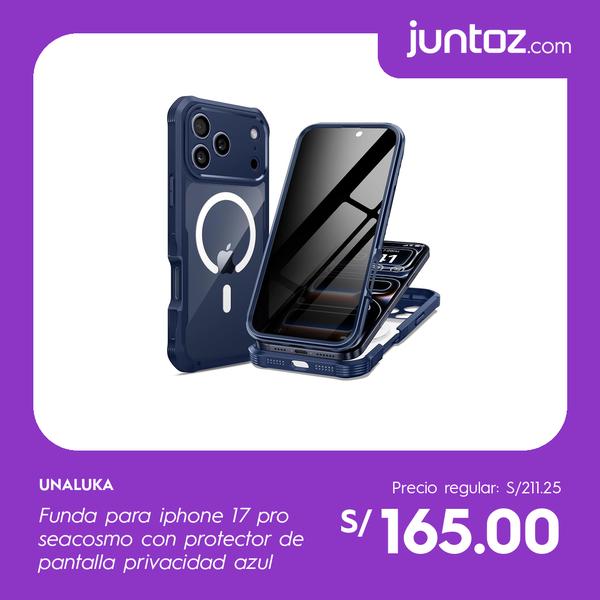 juntoz.com
UNALUKA
Funda para iphone 17 pro
seacosmo con protector de
pantalla privacidad azul
Precio regular: S/211.25
S/165.00